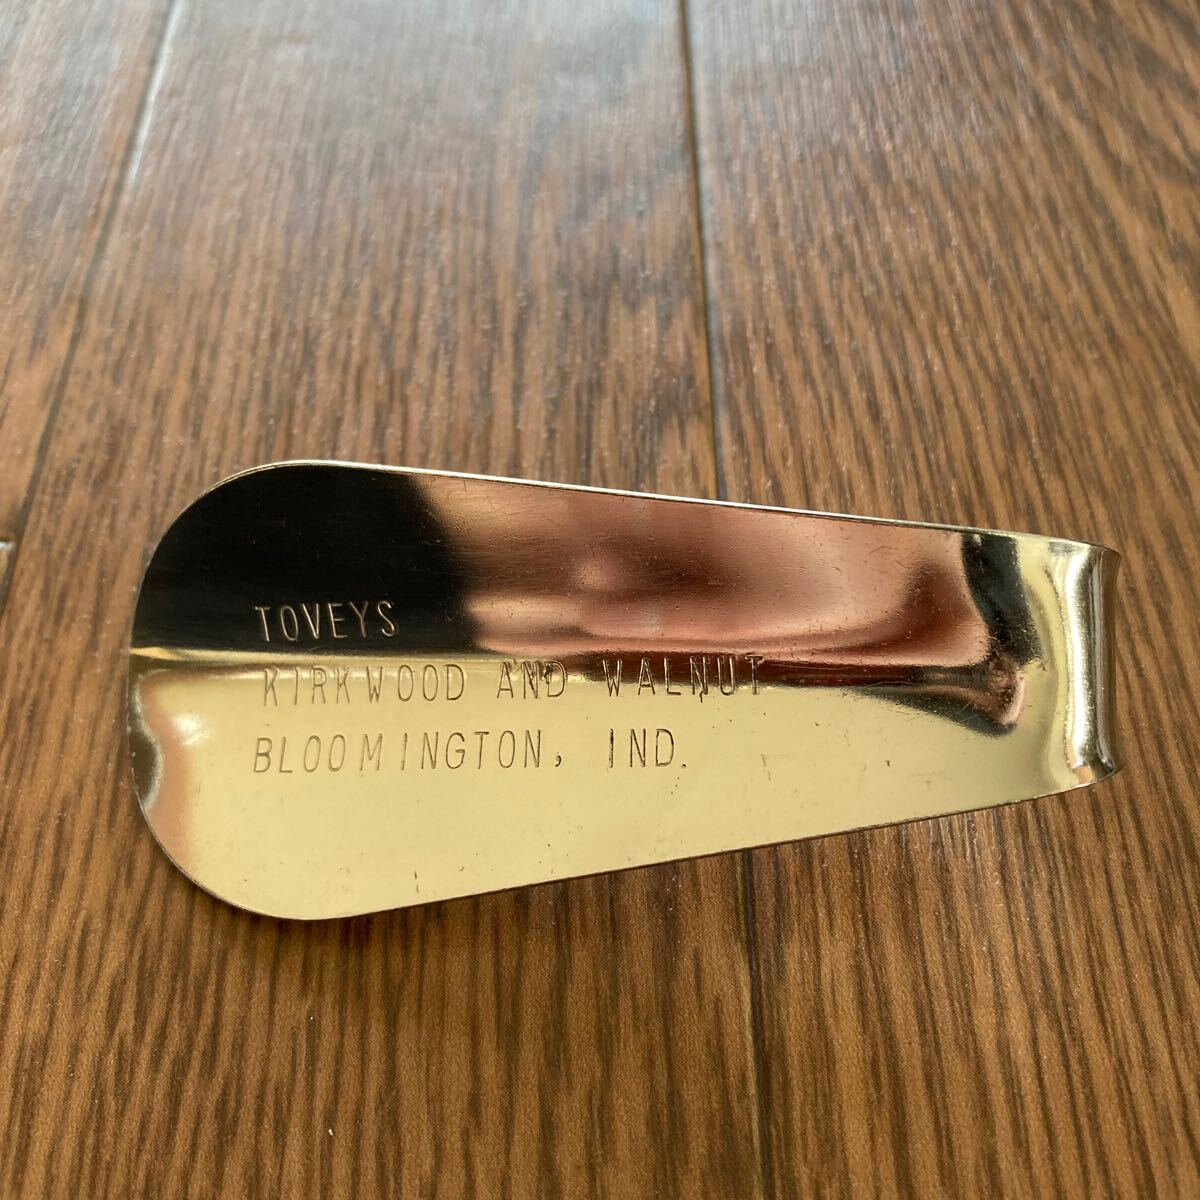 TOVEYS
KIRKWOOD AND WALNUT
BLOOMINGTON, IND.